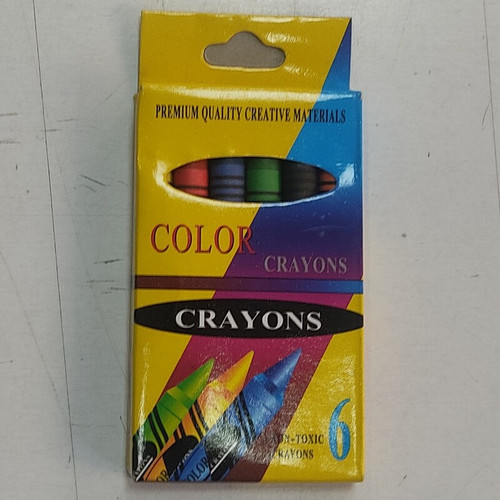 PREMIUM QUALITY CREATIVE MATERIALS
COLOR
CRAYONS
CRAYONS
6